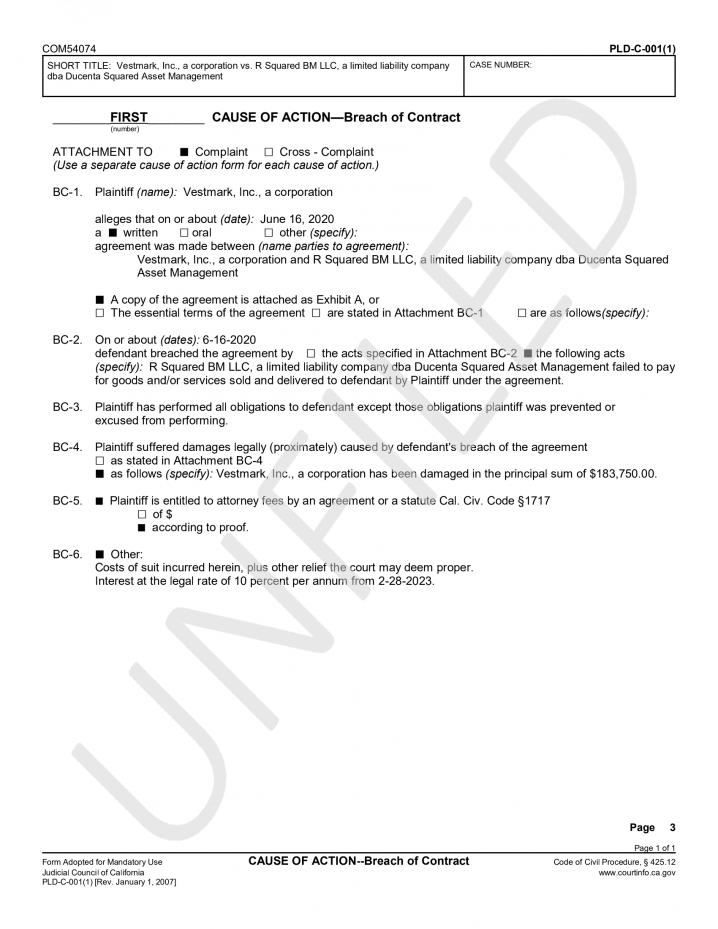 COM54074 PLD-C-001(1)
SHORT TITLE: Vestmark, Inc., a corporation vs. R Squared BM LLC, a limited liability company CASE NUMBER:
dba Ducenta Squared Asset Management
FIRST CAUSE OF ACTION—Breach of Contract
(number)
ATTACHMENT TO ■ Complaint ☐ Cross - Complaint
(Use a separate cause of action form for each cause of action.)
BC-1. Plaintiff (name): Vestmark, Inc., a corporation
alleges that on or about (date): June 16, 2020
a ■ written ☐ oral ☐ other (specify):
agreement was made between (name parties to agreement):
Vestmark, Inc., a corporation and R Squared BM LLC, a limited liability company dba Ducenta Squared
Asset Management
■ A copy of the agreement is attached as Exhibit A, or
☐ The essential terms of the agreement ☐ are stated in Attachment BC-1 ☐ are as follows(specify):
BC-2. On or about (dates): 6-16-2020
defendant breached the agreement by ☐ the acts specified in Attachment BC-2 ■ the following acts
(specify): R Squared BM LLC, a limited liability company dba Ducenta Squared Asset Management failed to pay
for goods and/or services sold and delivered to defendant by Plaintiff under the agreement.
BC-3. Plaintiff has performed all obligations to defendant except those obligations plaintiff was prevented or
excused from performing.
BC-4. Plaintiff suffered damages legally (proximately) caused by defendant's breach of the agreement
☐ as stated in Attachment BC-4
■ as follows (specify): Vestmark, Inc., a corporation has been damaged in the principal sum of $183,750.00.
BC-5. ■ Plaintiff is entitled to attorney fees by an agreement or a statute Cal. Civ. Code §1717
☐ of $
■ according to proof.
BC-6. ■ Other:
Costs of suit incurred herein, plus other relief the court may deem proper.
Interest at the legal rate of 10 percent per annum from 2-28-2023.
UNFILED
Page 3
Page 1 of 1
Form Adopted for Mandatory Use CAUSE OF ACTION--Breach of Contract Code of Civil Procedure, § 425.12
Judicial Council of California www.courtinfo.ca.gov
PLD-C-001(1) [Rev. January 1, 2007]